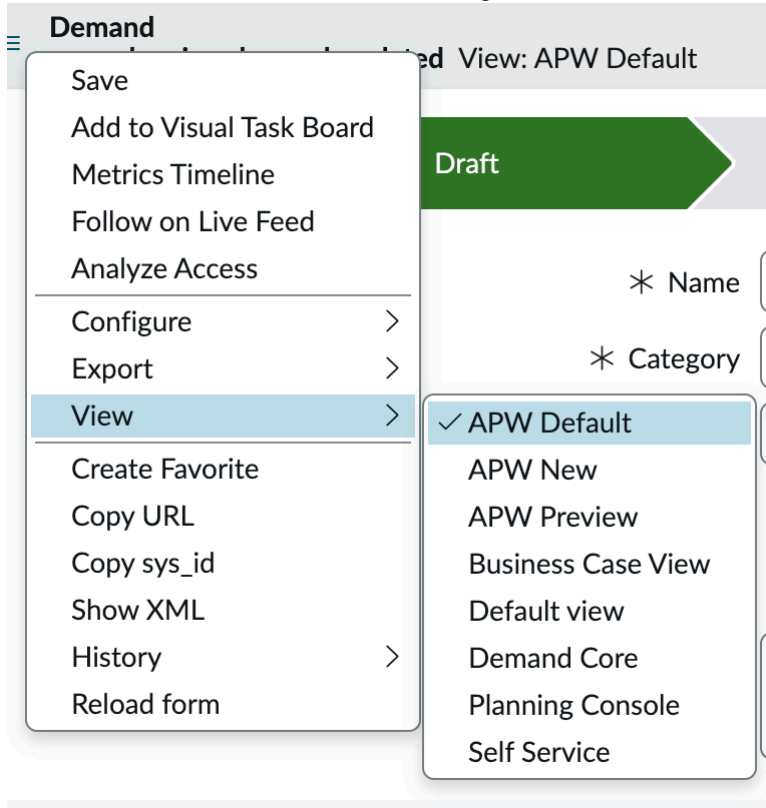 Demand
View: APW Default
Save
Add to Visual Task Board
Metrics Timeline
Follow on Live Feed
Analyze Access
Configure
Export
View
Create Favorite
Copy URL
Copy sys_id
Show XML
History
Reload form
APW Default
APW New
APW Preview
Business Case View
Default view
Demand Core
Planning Console
Self Service
Draft
Name
Category